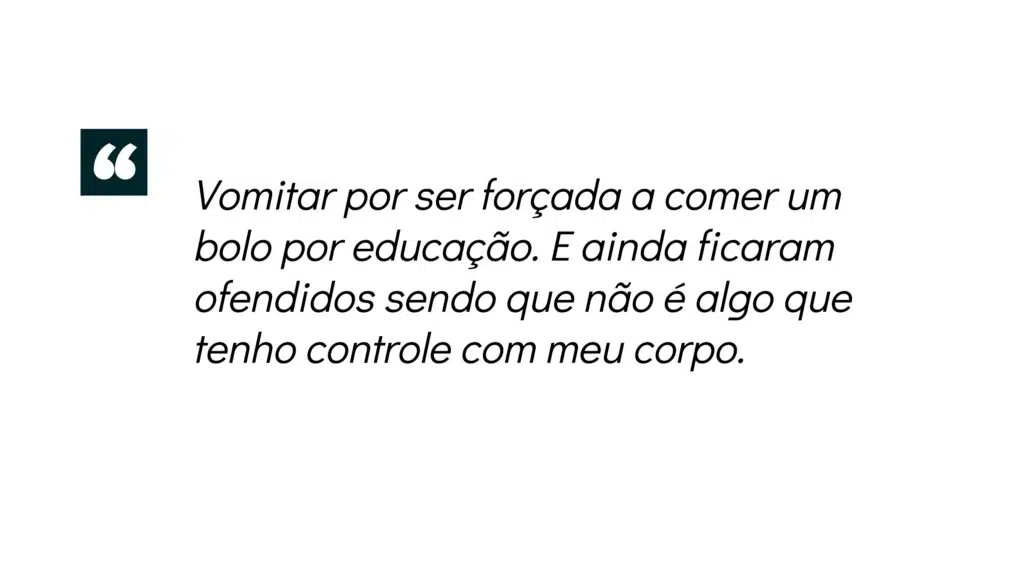 “
Vomitar por ser forçada a comer um
bolo por educação. E ainda ficaram
ofendidos sendo que não é algo que
tenho controle com meu corpo.